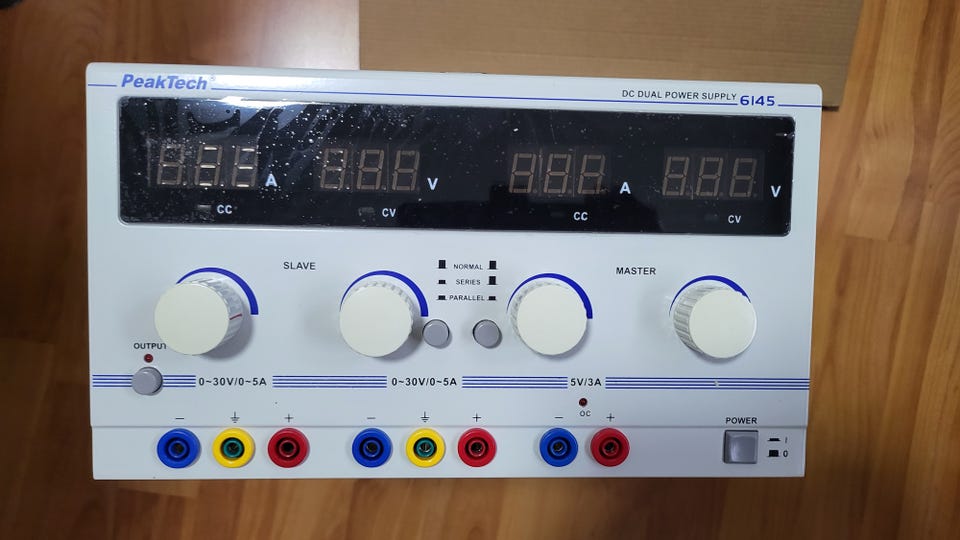 PeakTech®
DC DUAL POWER SUPPLY 6145
A V A V
CC CV CC CV
SLAVE MASTER
NORMAL
SERIES
PARALLEL
OUTPUT
0~30V/0~5A 0~30V/0~5A 5V/3A
OC
− + − + − +
POWER
I
0